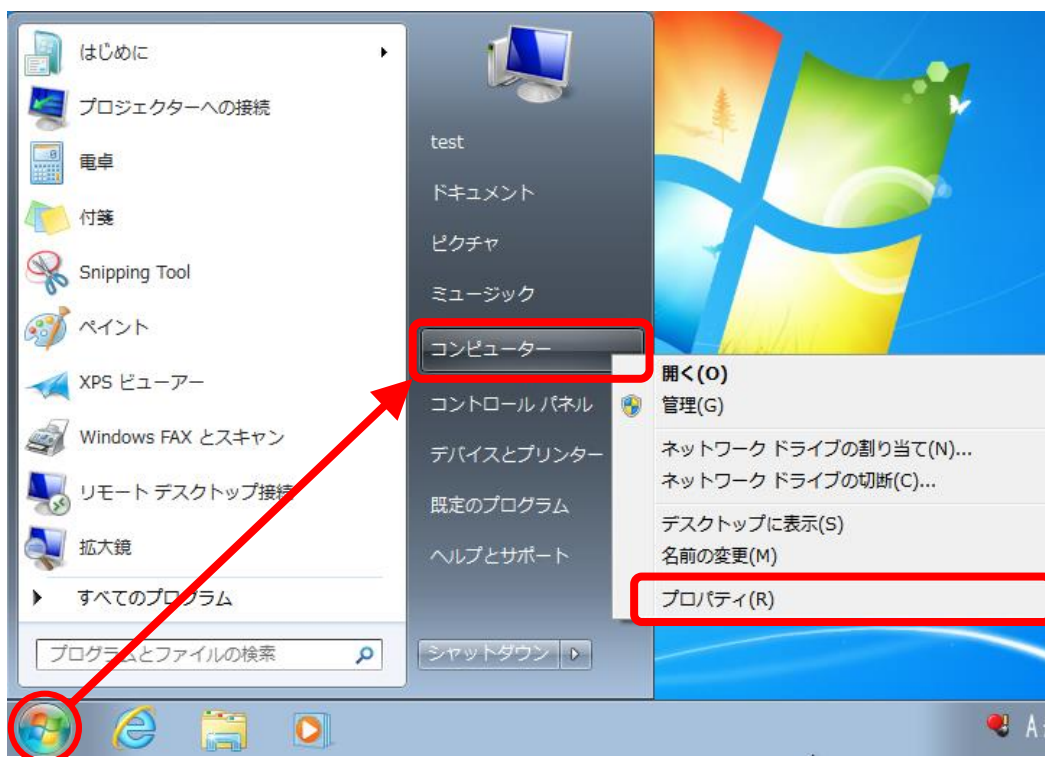 はじめに
プロジェクターへの接続
電卓
付箋
Snipping Tool
ペイント
XPS ビューアー
Windows FAX とスキャン
リモート デスクトップ接続
拡大鏡
すべてのプログラム
プログラムとファイルの検索
test
ドキュメント
ピクチャ
ミュージック
コンピューター
コントロール パネル
デバイスとプリンター
既定のプログラム
ヘルプとサポート
シャットダウン
開く(O)
管理(G)
ネットワーク ドライブの割り当て(N)...
ネットワーク ドライブの切断(C)...
デスクトップに表示(S)
名前の変更(M)
プロパティ(R)
A